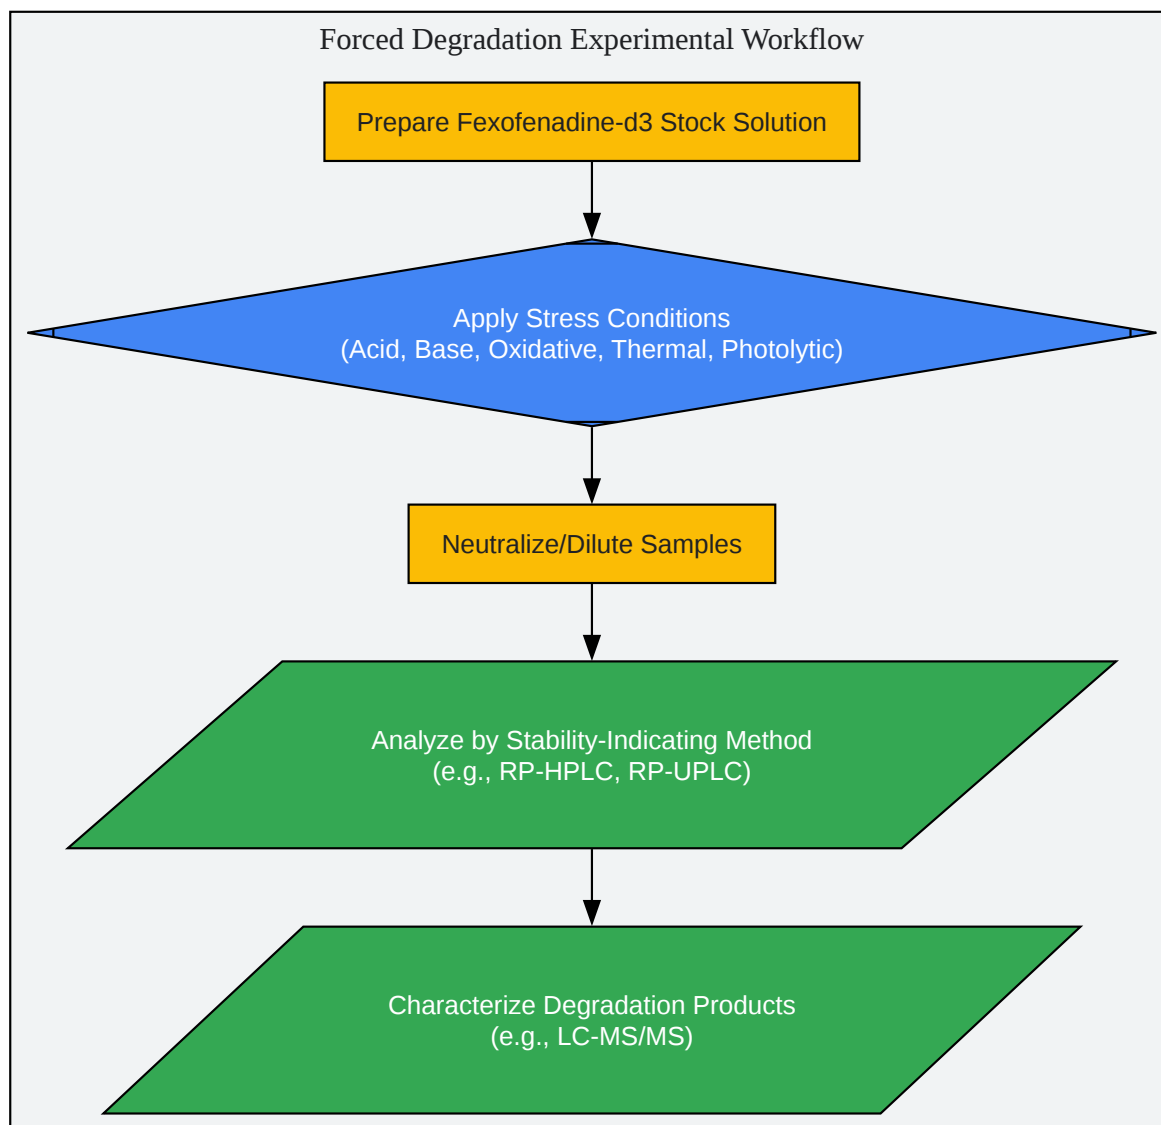 Forced Degradation Experimental Workflow
Prepare Fexofenadine-d3 Stock Solution
Apply Stress Conditions
(Acid, Base, Oxidative, Thermal, Photolytic)
Neutralize/Dilute Samples
Analyze by Stability-Indicating Method
(e.g., RP-HPLC, RP-UPLC)
Characterize Degradation Products
(e.g., LC-MS/MS)